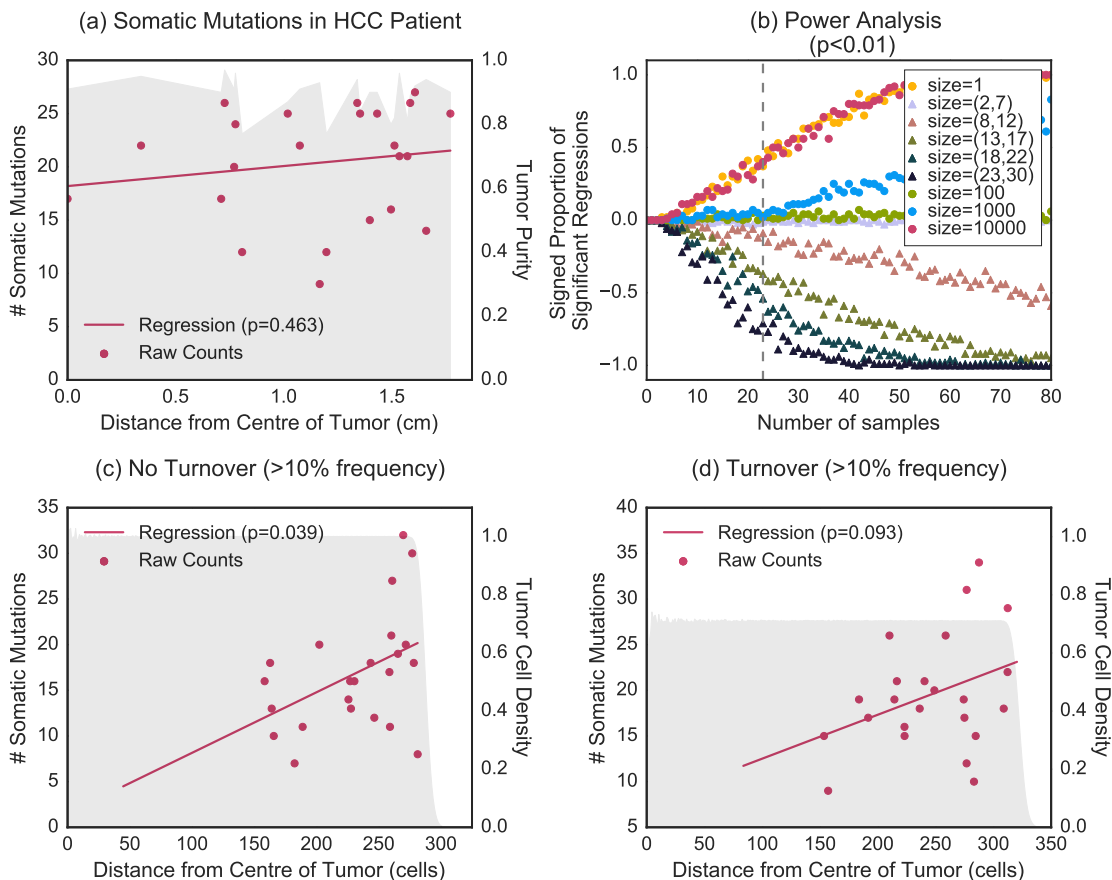 (a) Somatic Mutations in HCC Patient
30
25
20
15
10
5
0
# Somatic Mutations
1.0
0.8
0.6
0.4
0.2
0.0
Tumor Purity
Regression (p=0.463)
Raw Counts
0.0
0.5
1.0
1.5
Distance from Centre of Tumor (cm)
(b) Power Analysis
(p<0.01)
1.0
0.5
0.0
−0.5
−1.0
Signed Proportion of
Significant Regressions
size=1
size=(2,7)
size=(8,12)
size=(13,17)
size=(18,22)
size=(23,30)
size=100
size=1000
size=10000
0
10
20
30
40
50
60
70
80
Number of samples
(c) No Turnover (>10% frequency)
35
30
25
20
15
10
5
0
# Somatic Mutations
Regression (p=0.039)
Raw Counts
1.0
0.8
0.6
0.4
0.2
0.0
Tumor Cell Density
0
50
100
150
200
250
300
Distance from Centre of Tumor (cells)
(d) Turnover (>10% frequency)
40
35
30
25
20
15
10
5
# Somatic Mutations
Regression (p=0.093)
Raw Counts
1.0
0.8
0.6
0.4
0.2
0.0
Tumor Cell Density
0
50
100
150
200
250
300
350
Distance from Centre of Tumor (cells)